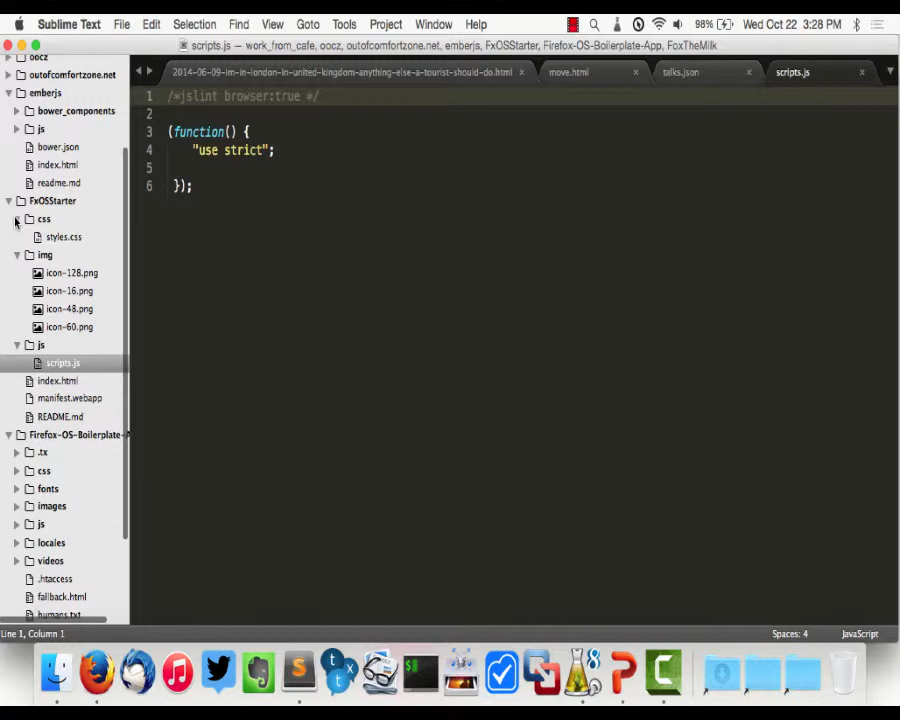 Sublime Text File Edit Selection Find Goto Tools Project Window Help 98% Wed Oct 22 3:28 PM
scripts.js — work_from_cafe, oocz, outofcomfortzone.net, emberjs, FxOSStarter, Firefox-OS-Boilerplate-App, FoxTheMilk
2014-06-09-im-in-london-in-united-kingdom-anything-else-a-tourist-should-do.html × move.html × talks.json × scripts.js ×
oocz
outofcomfortzone.net
emberjs
bower_components
js
bower.json
index.html
readme.md
FxOSStarter
css
styles.css
img
icon-128.png
icon-16.png
icon-48.png
icon-60.png
js
scripts.js
index.html
manifest.webapp
README.md
Firefox-OS-Boilerplate-A
.tx
css
fonts
images
js
locales
videos
.htaccess
fallback.html
humans.txt
1 /*jslint browser:true */
2
3 (function() {
4 "use strict";
5
6 });
Line 1, Column 1 Spaces: 4 JavaScript